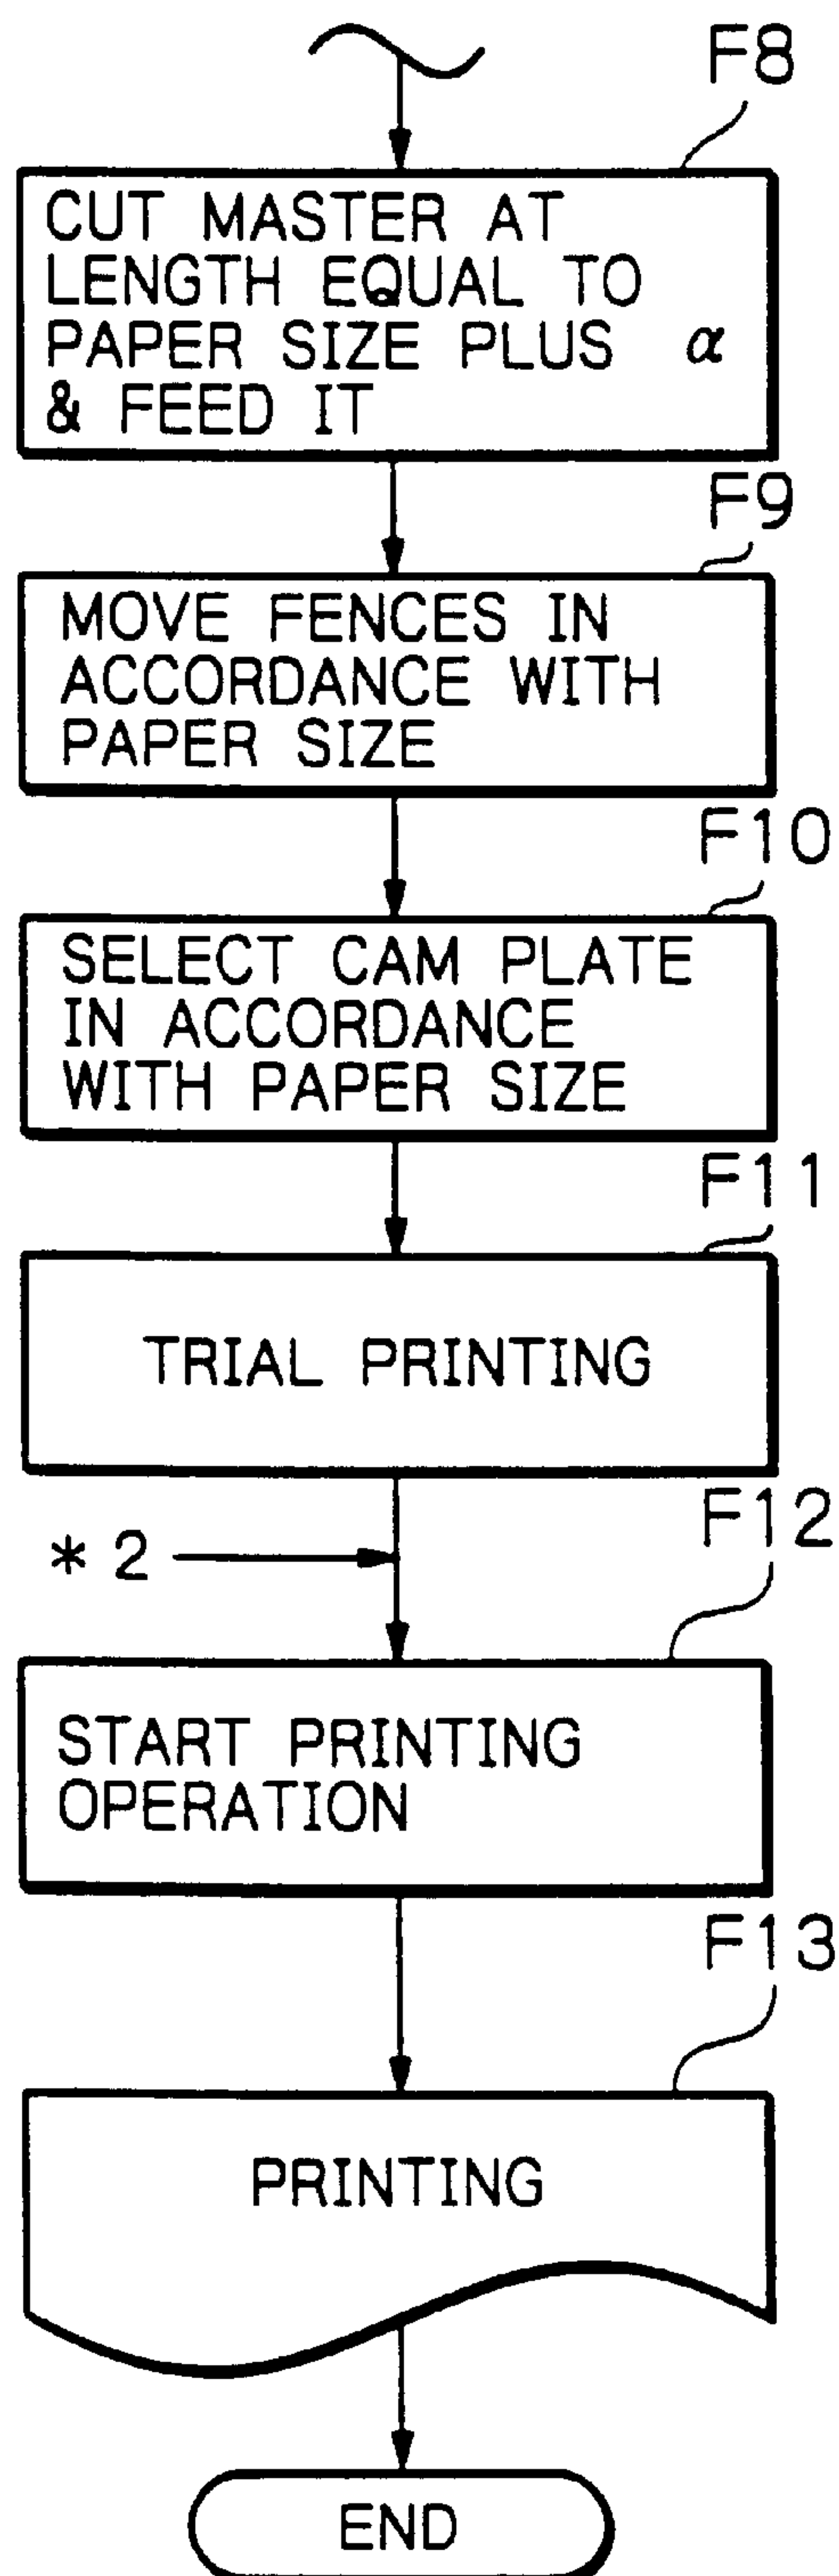 F8
CUT MASTER AT
LENGTH EQUAL TO
PAPER SIZE PLUS α
& FEED IT
F9
MOVE FENCES IN
ACCORDANCE WITH
PAPER SIZE
F10
SELECT CAM PLATE
IN ACCORDANCE
WITH PAPER SIZE
F11
TRIAL PRINTING
F12
* 2
START PRINTING
OPERATION
F13
PRINTING
END